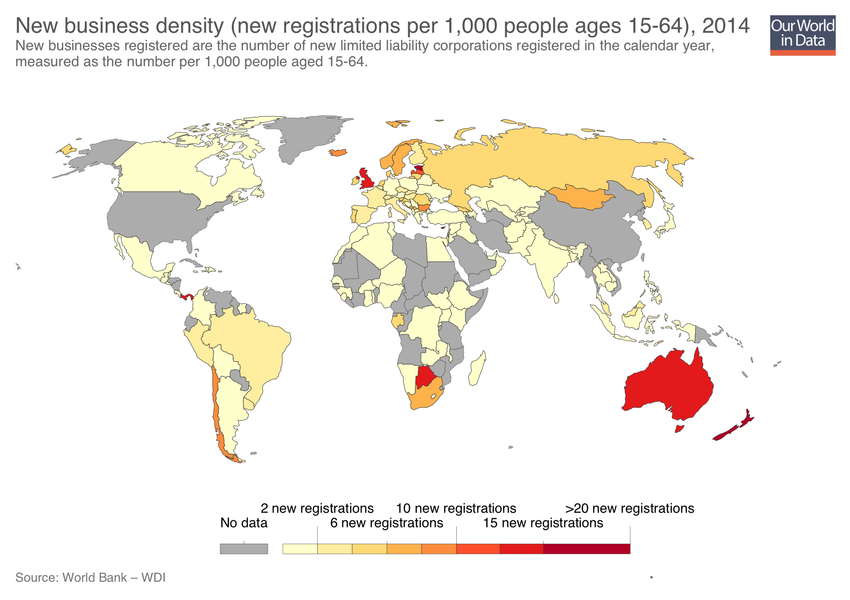 New business density (new registrations per 1,000 people ages 15-64), 2014
Our World
in Data
New businesses registered are the number of new limited liability corporations registered in the calendar year,
measured as the number per 1,000 people aged 15-64.
2 new registrations 10 new registrations >20 new registrations
No data 6 new registrations 15 new registrations
Source: World Bank – WDI